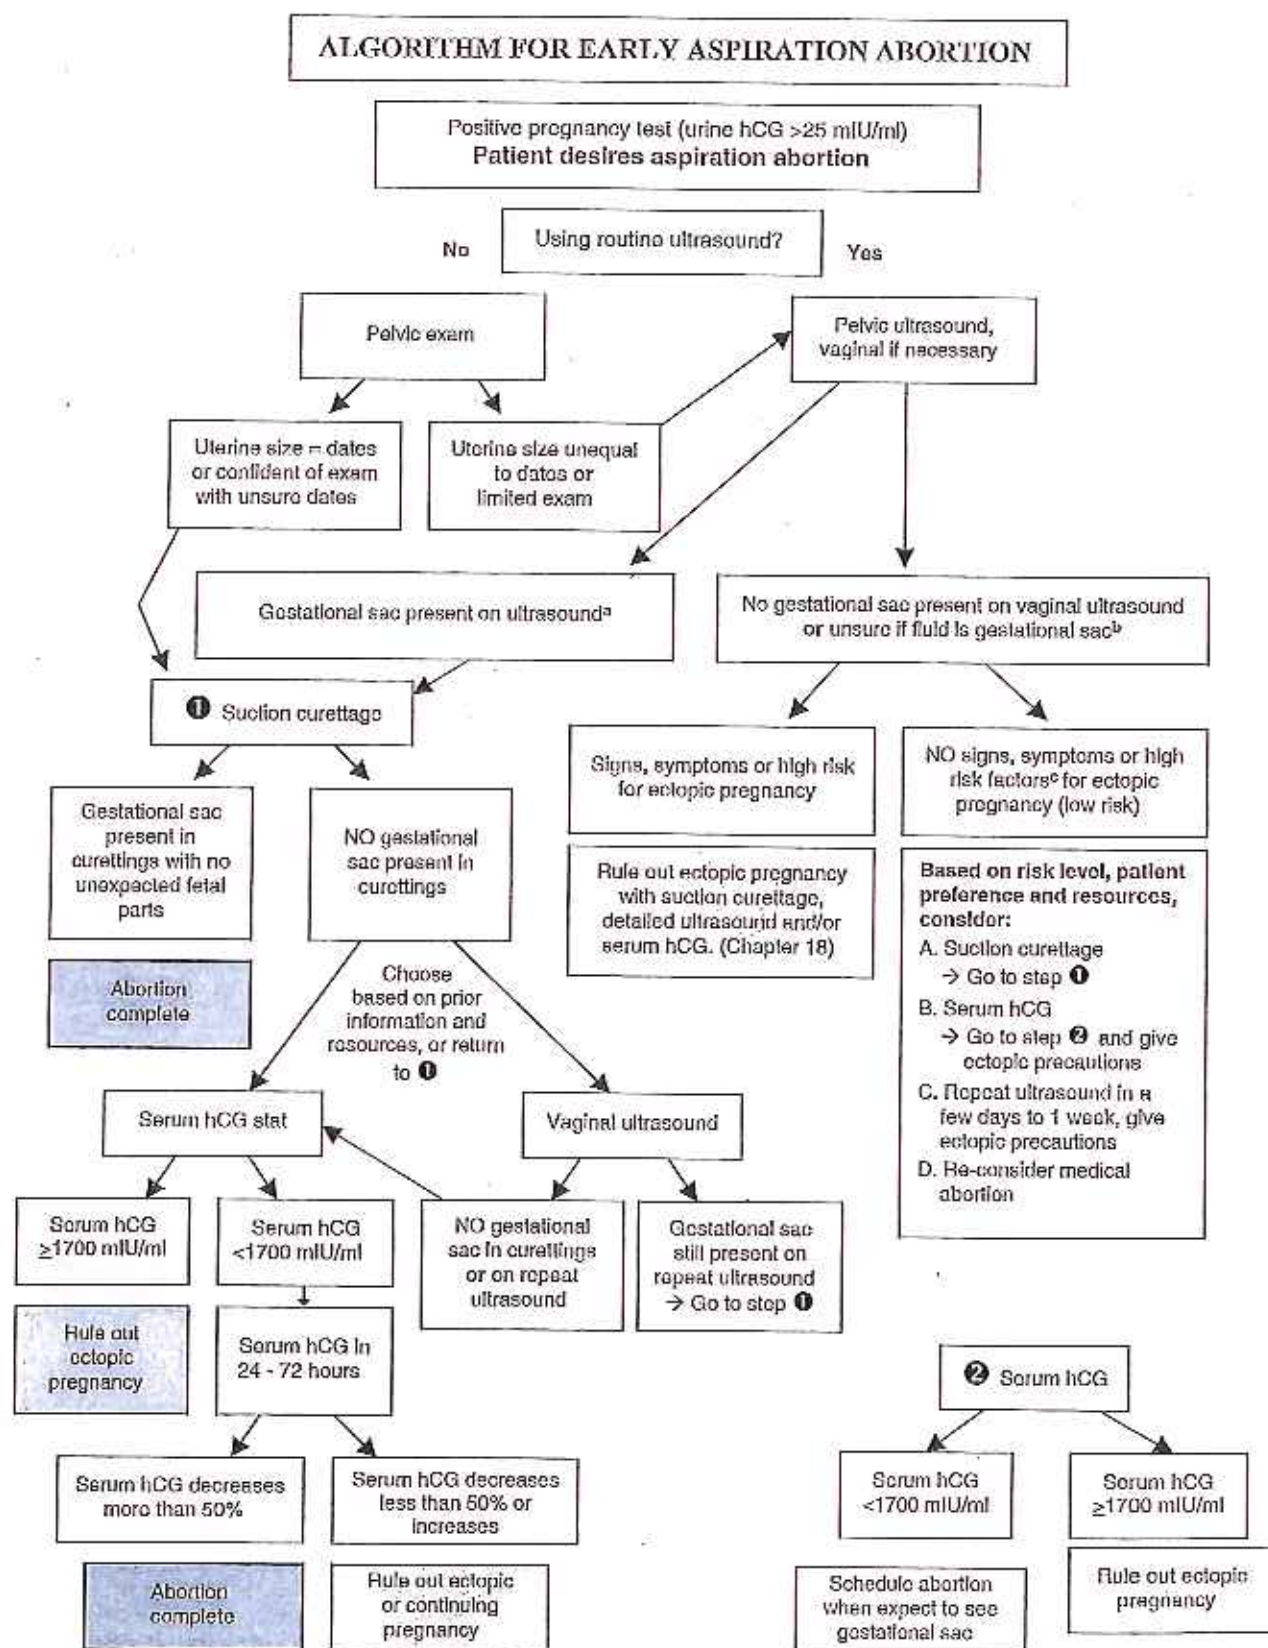 ALGORITHM FOR EARLY ASPIRATION ABORTION
Positive pregnancy test (urine hCG >25 mIU/ml)
Patient desires aspiration abortion
No
Using routine ultrasound?
Yes
Pelvic exam
Pelvic ultrasound,
vaginal if necessary
Uterine size = dates
or confident of exam
with unsure dates
Uterine size unequal
to dates or
limited exam
Gestational sac present on ultrasoundᵃ
No gestational sac present on vaginal ultrasound
or unsure if fluid is gestational sacᵇ
❶ Suction curettage
Signs, symptoms or high risk
for ectopic pregnancy
NO signs, symptoms or high
risk factorsᶜ for ectopic
pregnancy (low risk)
Gestational sac
present in
curettings with no
unexpected fetal
parts
NO gestational
sac present in
curettings
Rule out ectopic pregnancy
with suction curettage,
detailed ultrasound and/or
serum hCG. (Chapter 18)
Based on risk level, patient
preference and resources,
consider:
A. Suction curettage
→ Go to step ❶
B. Serum hCG
→ Go to step ❷ and give
ectopic precautions
C. Repeat ultrasound in a
few days to 1 week, give
ectopic precautions
D. Re-consider medical
abortion
Abortion
complete
Choose
based on prior
information and
resources, or return
to ❶
Serum hCG stat
Vaginal ultrasound
Serum hCG
≥1700 mIU/ml
Serum hCG
<1700 mIU/ml
NO gestational
sac in curettings
or on repeat
ultrasound
Gestational sac
still present on
repeat ultrasound
→ Go to step ❶
Rule out
ectopic
pregnancy
Serum hCG in
24 - 72 hours
❷ Serum hCG
Serum hCG decreases
more than 50%
Serum hCG decreases
less than 50% or
increases
Serum hCG
<1700 mIU/ml
Serum hCG
≥1700 mIU/ml
Abortion
complete
Rule out ectopic
or continuing
pregnancy
Schedule abortion
when expect to see
gestational sac
Rule out ectopic
pregnancy